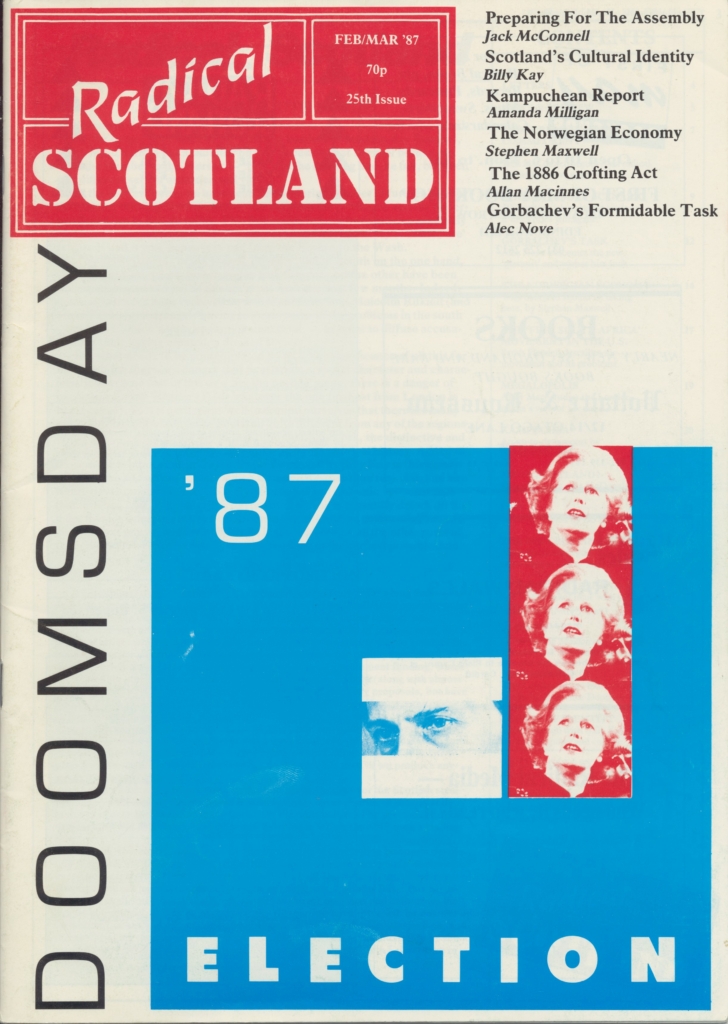 Radical
SCOTLAND
FEB/MAR '87
70p
25th Issue
Preparing For The Assembly
Jack McConnell
Scotland's Cultural Identity
Billy Kay
Kampuchean Report
Amanda Milligan
The Norwegian Economy
Stephen Maxwell
The 1886 Crofting Act
Allan Macinnes
Gorbachev's Formidable Task
Alec Nove
DOOMSDAY
'87
ELECTION
BOOKS